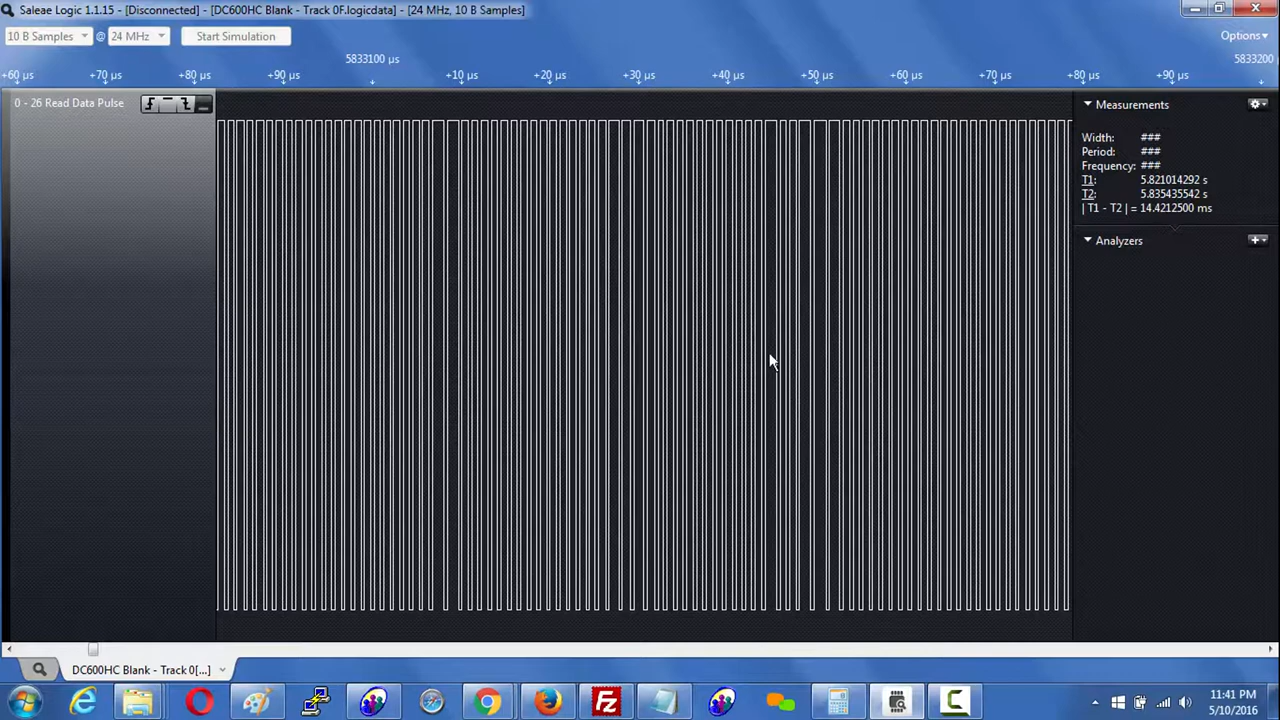 Saleae Logic 1.1.15 - [Disconnected] - [DC600HC Blank - Track 0F.logicdata] - [24 MHz, 10 B Samples]
10 B Samples @ 24 MHz Start Simulation Options
5833100 µs 5833200
+60 µs +70 µs +80 µs +90 µs +10 µs +20 µs +30 µs +40 µs +50 µs +60 µs +70 µs +80 µs +90 µs
0 - 26 Read Data Pulse
Measurements
Width: ###
Period: ###
Frequency: ###
T1: 5.821014292 s
T2: 5.835435542 s
| T1 - T2 | = 14.4212500 ms
Analyzers
DC600HC Blank - Track 0[...]
11:41 PM
5/10/2016